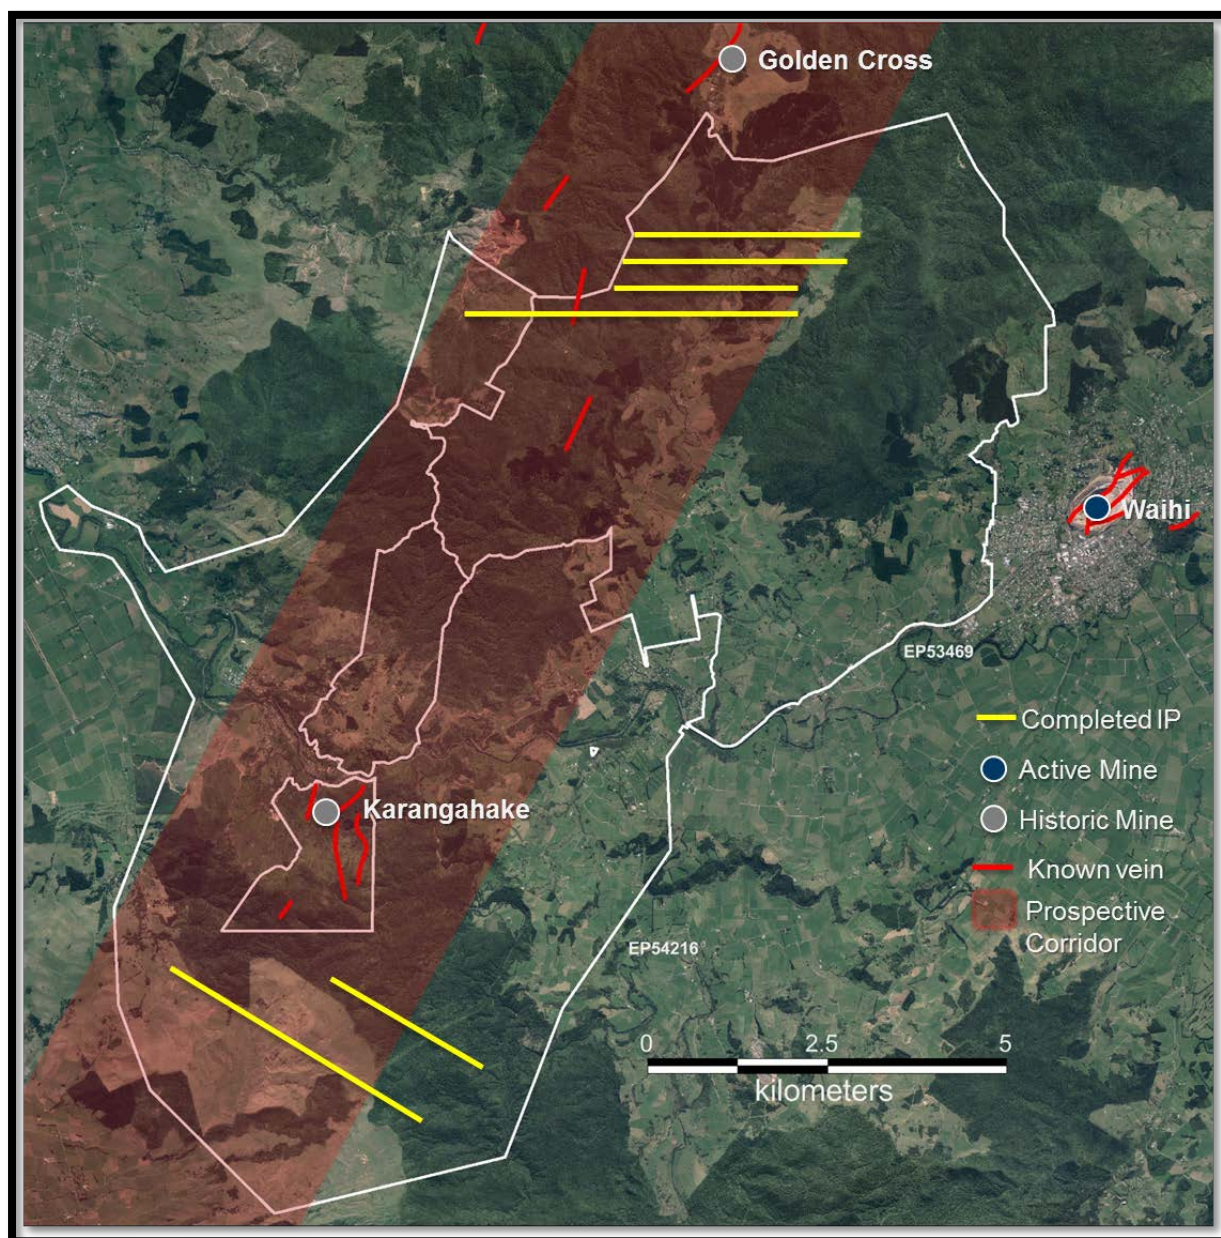 Golden Cross
Waihi
EP53469
Completed IP
Active Mine
Karangahake
Historic Mine
Known vein
Prospective
Corridor
EP54216
0 2.5 5
kilometers